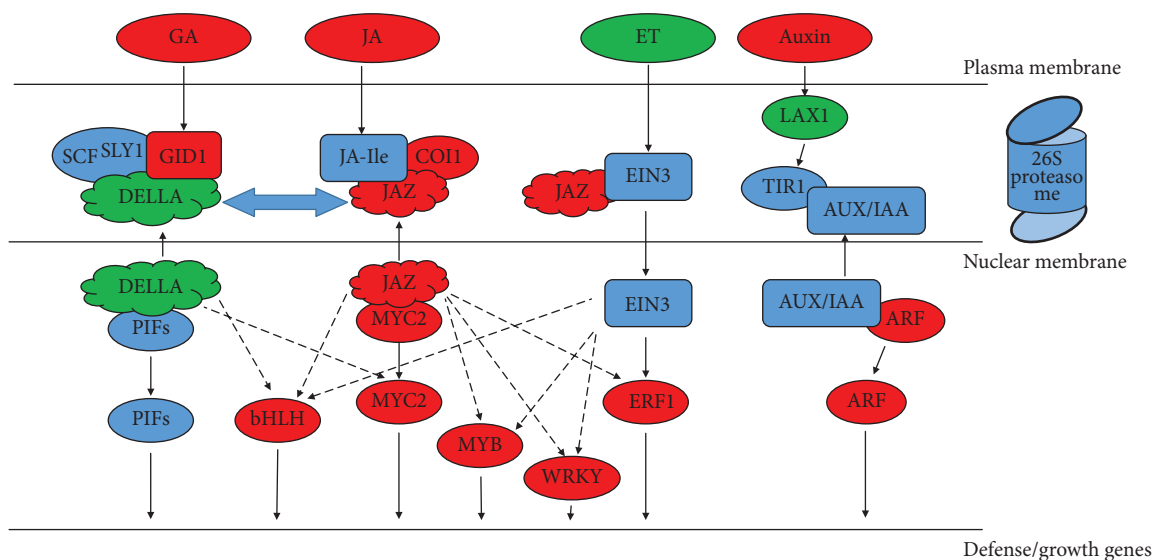 GA
JA
ET
Auxin
Plasma membrane
LAX1
SCF
SLY1
GID1
DELLA
JA-Ile
COI1
JAZ
JAZ
EIN3
TIR1
AUX/IAA
26S
proteaso
me
Nuclear membrane
DELLA
PIFs
JAZ
MYC2
EIN3
AUX/IAA
ARF
PIFs
bHLH
MYC2
MYB
WRKY
ERF1
ARF
Defense/growth genes